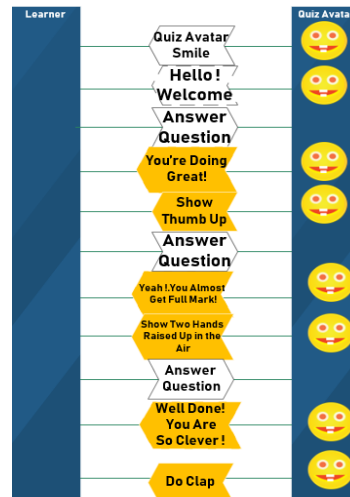 Learner
Quiz Avatar
Quiz Avatar
Smile
Hello!
Welcome
Answer
Question
You're Doing
Great!
Show
Thumb Up
Answer
Question
Yeah !.You Almost
Get Full Mark!
Show Two Hands
Raised Up in the
Air
Answer
Question
Well Done!
You Are
So Clever !
Do Clap